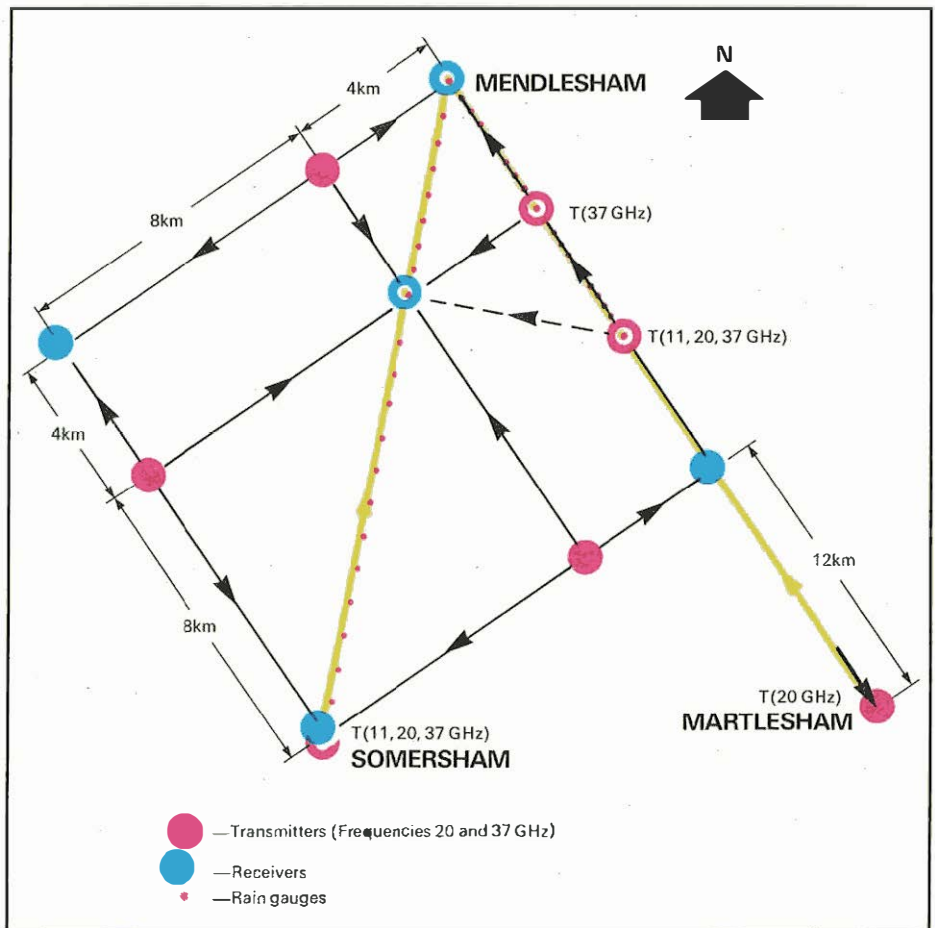 N
4km
MENDLESHAM
8km
T(37 GHz)
T(11, 20, 37 GHz)
4km
12km
8km
T(20 GHz)
MARTLESHAM
T(11, 20, 37 GHz)
SOMERSHAM
—Transmitters (Frequencies 20 and 37 GHz)
—Receivers
—Rain gauges